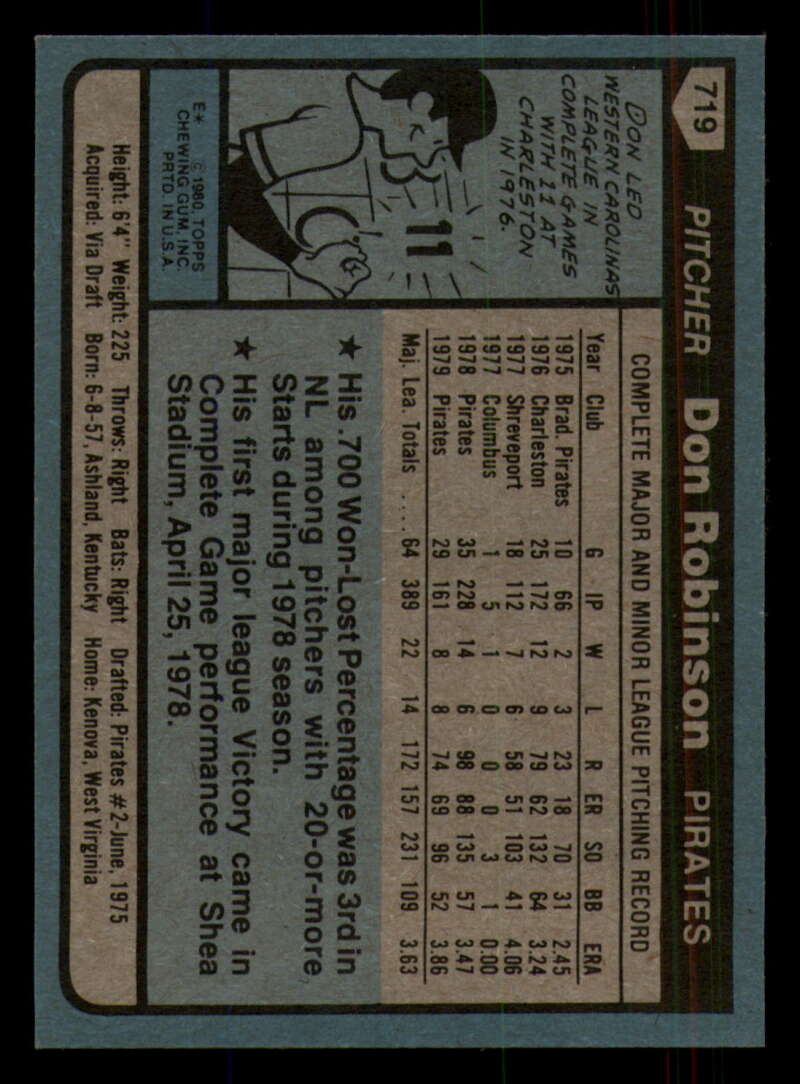 719 PITCHER Don Robinson PIRATES
DON LED
WESTERN CAROLINAS
LEAGUE IN
COMPLETE GAMES
WITH 11 AT
CHARLESTON
IN 1976.
11
E* © 1980, TOPPS
CHEWING GUM, INC.
PRTD. IN U.S.A.
COMPLETE MAJOR AND MINOR LEAGUE PITCHING RECORD
Year Club G IP W L R ER SO BB ERA
1975 Brad. Pirates 10 66 2 3 23 18 70 31 2.45
1976 Charleston 25 172 12 9 79 62 132 64 3.24
1977 Shreveport 18 112 7 6 58 51 103 41 4.06
1977 Columbus 1 5 1 0 0 0 3 1 0.00
1978 Pirates 35 228 14 6 98 88 135 57 3.47
1979 Pirates 29 161 8 8 74 69 96 52 3.86
Maj. Lea. Totals .... 64 389 22 14 172 157 231 109 3.63
★ His .700 Won-Lost Percentage was 3rd in
NL among pitchers with 20-or-more
Starts during 1978 season.
★ His first major league Victory came in
Complete Game performance at Shea
Stadium, April 25, 1978.
Height: 6'4" Weight: 225 Throws: Right Bats: Right Drafted: Pirates #2-June, 1975
Acquired: Via Draft Born: 6-8-57, Ashland, Kentucky Home: Kenova, West Virginia